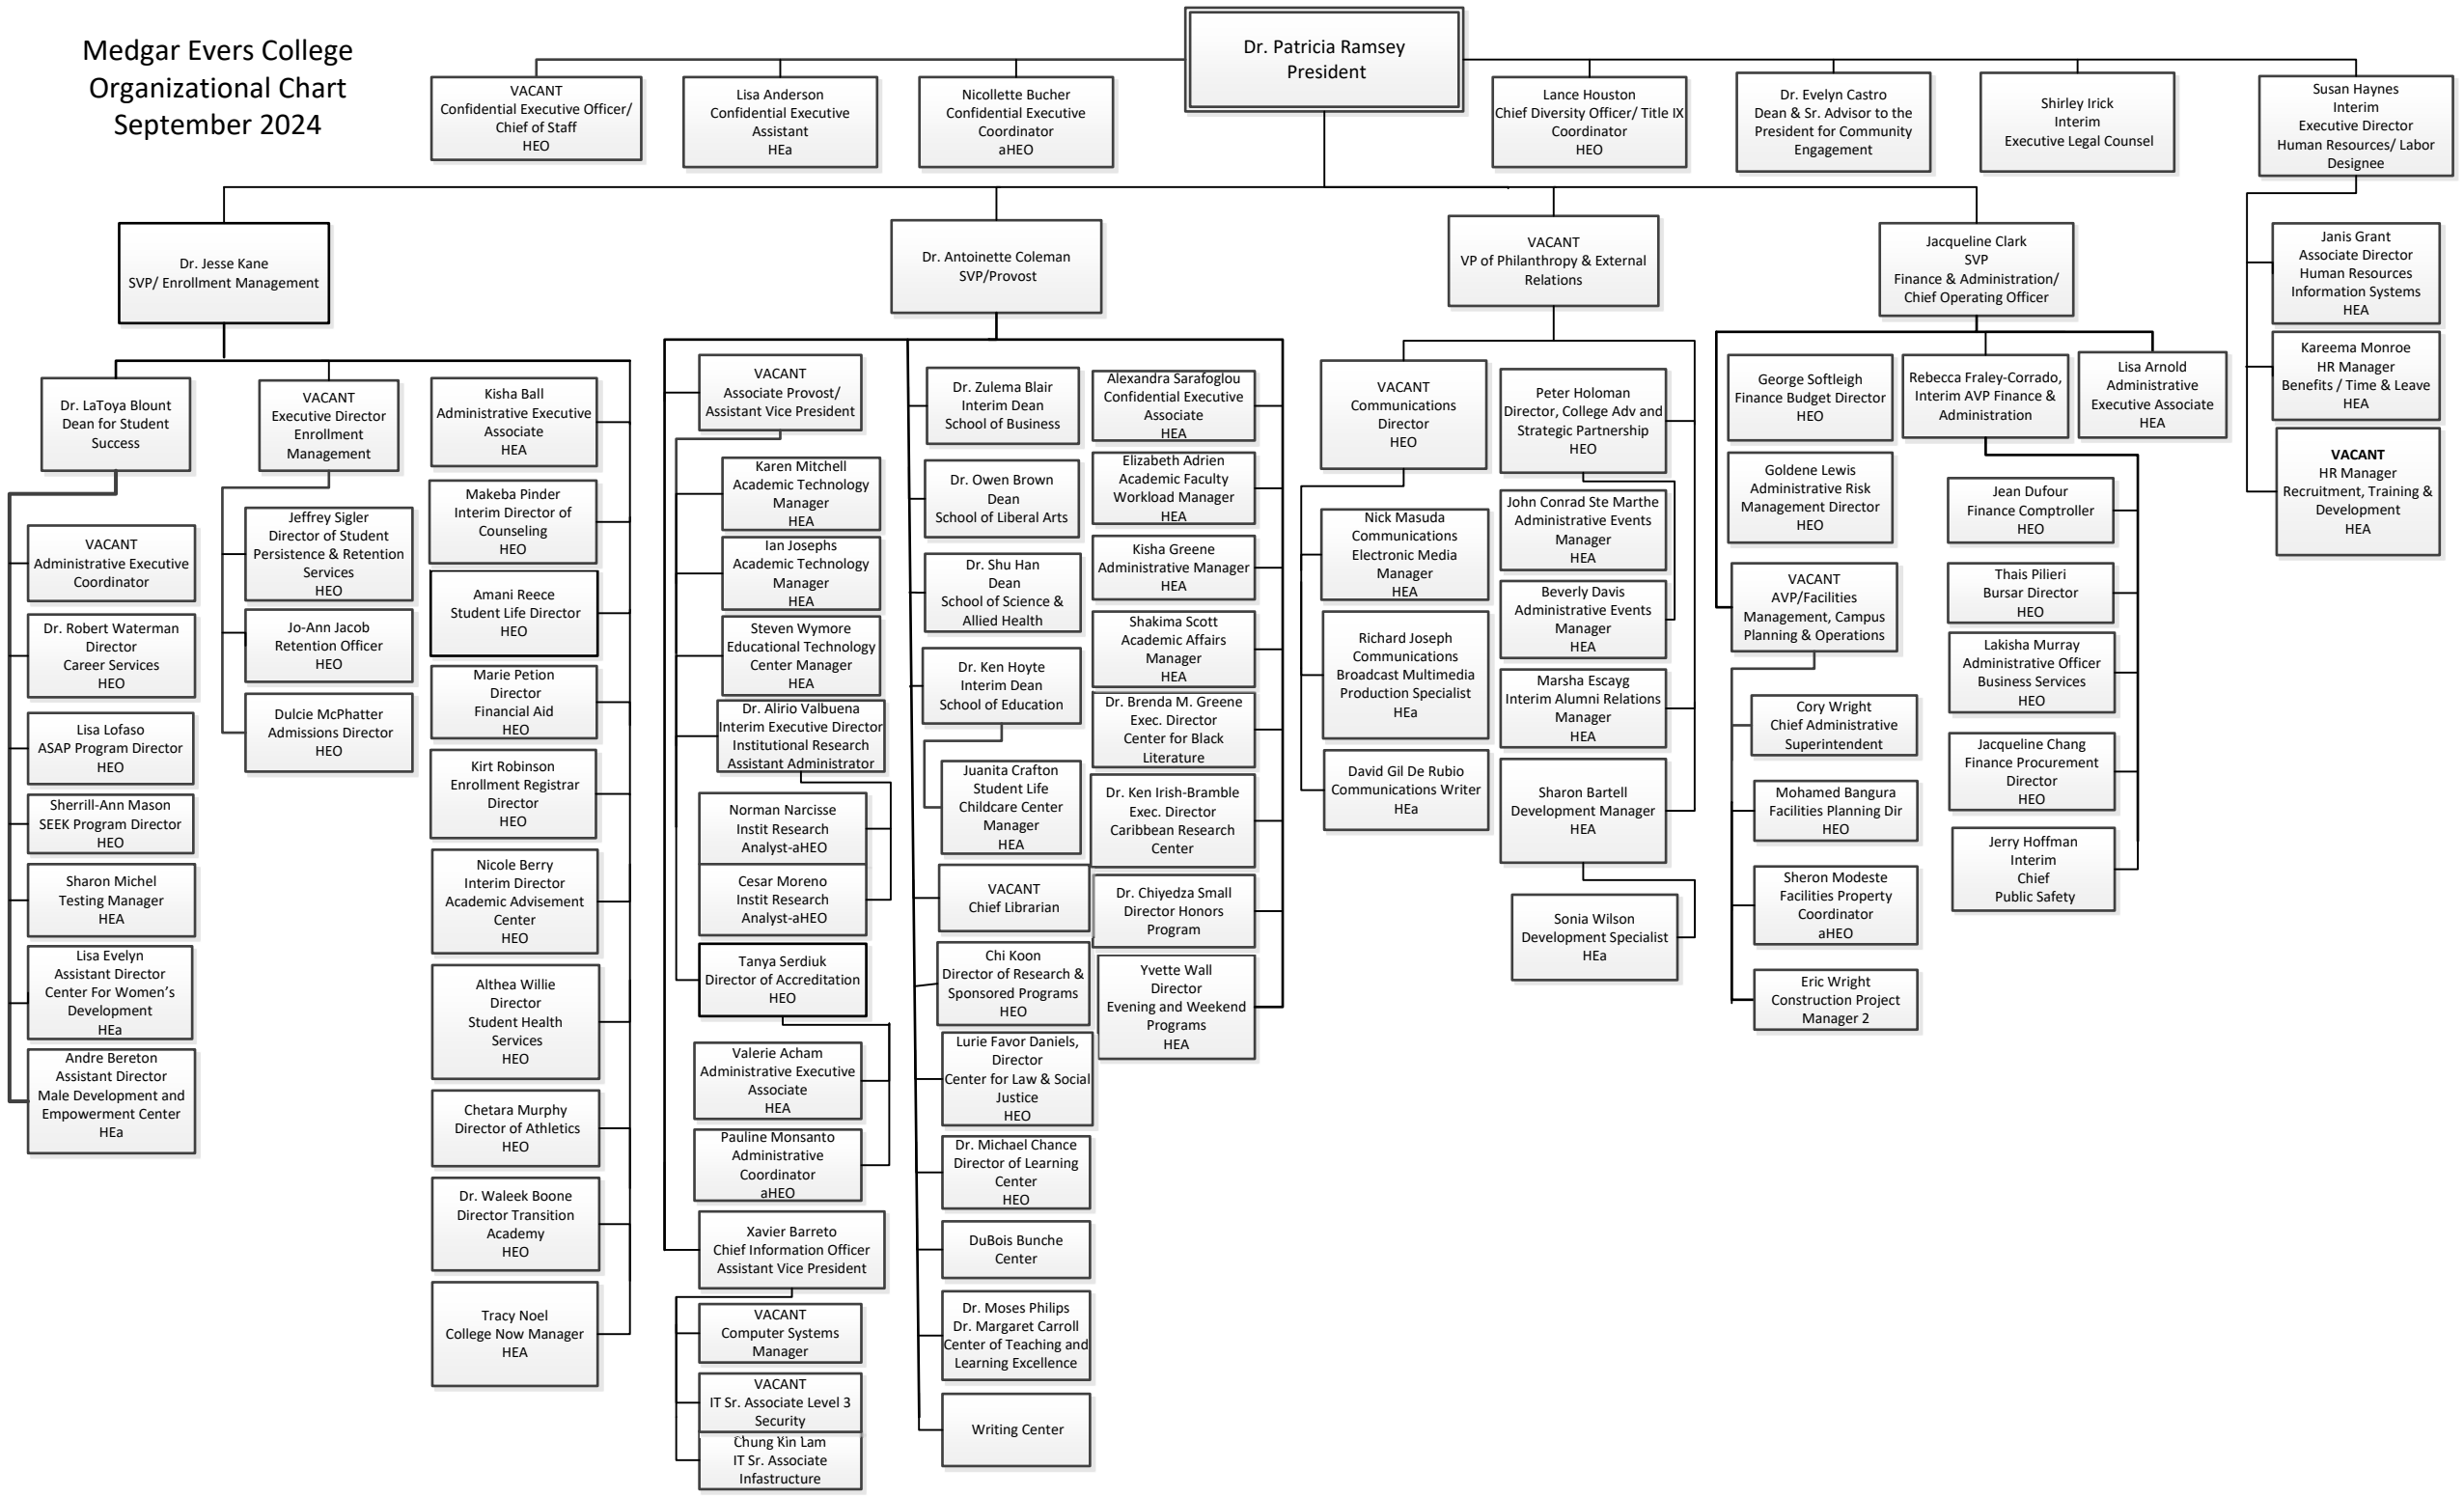 Medgar Evers College
Organizational Chart
September 2024
Dr. Patricia Ramsey
President
VACANT
Confidential Executive Officer/
Chief of Staff
HEO
Lisa Anderson
Confidential Executive
Assistant
HEa
Nicollette Bucher
Confidential Executive
Coordinator
aHEO
Lance Houston
Chief Diversity Officer/ Title IX
Coordinator
HEO
Dr. Evelyn Castro
Dean & Sr. Advisor to the
President for Community
Engagement
Shirley Irick
Interim
Executive Legal Counsel
Susan Haynes
Interim
Executive Director
Human Resources/ Labor
Designee
Janis Grant
Associate Director
Human Resources
Information Systems
HEA
Kareema Monroe
HR Manager
Benefits / Time & Leave
HEA
VACANT
HR Manager
Recruitment, Training &
Development
HEA
Dr. Jesse Kane
SVP/ Enrollment Management
Dr. Antoinette Coleman
SVP/Provost
VACANT
VP of Philanthropy & External
Relations
Jacqueline Clark
SVP
Finance & Administration/
Chief Operating Officer
Dr. LaToya Blount
Dean for Student
Success
VACANT
Administrative Executive
Coordinator
Dr. Robert Waterman
Director
Career Services
HEO
Lisa Lofaso
ASAP Program Director
HEO
Sherrill-Ann Mason
SEEK Program Director
HEO
Sharon Michel
Testing Manager
HEA
Lisa Evelyn
Assistant Director
Center For Women's
Development
HEa
Andre Bereton
Assistant Director
Male Development and
Empowerment Center
HEa
VACANT
Executive Director
Enrollment
Management
Jeffrey Sigler
Director of Student
Persistence & Retention
Services
HEO
Jo-Ann Jacob
Retention Officer
HEO
Dulcie McPhatter
Admissions Director
HEO
Kisha Ball
Administrative Executive
Associate
HEA
Makeba Pinder
Interim Director of
Counseling
HEO
Amani Reece
Student Life Director
HEO
Marie Petion
Director
Financial Aid
HEO
Kirt Robinson
Enrollment Registrar
Director
HEO
Nicole Berry
Interim Director
Academic Advisement
Center
HEO
Althea Willie
Director
Student Health
Services
HEO
Chetara Murphy
Director of Athletics
HEO
Dr. Waleek Boone
Director Transition
Academy
HEO
Tracy Noel
College Now Manager
HEA
VACANT
Associate Provost/
Assistant Vice President
Karen Mitchell
Academic Technology
Manager
HEA
Ian Josephs
Academic Technology
Manager
HEA
Steven Wymore
Educational Technology
Center Manager
HEA
Dr. Alirio Valbuena
Interim Executive Director
Institutional Research
Assistant Administrator
Norman Narcisse
Instit Research
Analyst-aHEO
Cesar Moreno
Instit Research
Analyst-aHEO
Tanya Serdiuk
Director of Accreditation
HEO
Valerie Acham
Administrative Executive
Associate
HEA
Pauline Monsanto
Administrative
Coordinator
aHEO
Xavier Barreto
Chief Information Officer
Assistant Vice President
VACANT
Computer Systems
Manager
VACANT
IT Sr. Associate Level 3
Security
Chung Kin Lam
IT Sr. Associate
Infastructure
Dr. Zulema Blair
Interim Dean
School of Business
Dr. Owen Brown
Dean
School of Liberal Arts
Dr. Shu Han
Dean
School of Science &
Allied Health
Dr. Ken Hoyte
Interim Dean
School of Education
Juanita Crafton
Student Life
Childcare Center
Manager
HEA
VACANT
Chief Librarian
Chi Koon
Director of Research &
Sponsored Programs
HEO
Lurie Favor Daniels,
Director
Center for Law & Social
Justice
HEO
Dr. Michael Chance
Director of Learning
Center
HEO
DuBois Bunche
Center
Dr. Moses Philips
Dr. Margaret Carroll
Center of Teaching and
Learning Excellence
Writing Center
Alexandra Sarafoglou
Confidential Executive
Associate
HEA
Elizabeth Adrien
Academic Faculty
Workload Manager
HEA
Kisha Greene
Administrative Manager
HEA
Shakima Scott
Academic Affairs
Manager
HEA
Dr. Brenda M. Greene
Exec. Director
Center for Black
Literature
Dr. Ken Irish-Bramble
Exec. Director
Caribbean Research
Center
Dr. Chiyedza Small
Director Honors
Program
Yvette Wall
Director
Evening and Weekend
Programs
HEA
VACANT
Communications
Director
HEO
Nick Masuda
Communications
Electronic Media
Manager
HEA
Richard Joseph
Communications
Broadcast Multimedia
Production Specialist
HEa
David Gil De Rubio
Communications Writer
HEa
Peter Holoman
Director, College Adv and
Strategic Partnership
HEO
John Conrad Ste Marthe
Administrative Events
Manager
HEA
Beverly Davis
Administrative Events
Manager
HEA
Marsha Escayg
Interim Alumni Relations
Manager
HEA
Sharon Bartell
Development Manager
HEA
Sonia Wilson
Development Specialist
HEa
George Softleigh
Finance Budget Director
HEO
Goldene Lewis
Administrative Risk
Management Director
HEO
VACANT
AVP/Facilities
Management, Campus
Planning & Operations
Cory Wright
Chief Administrative
Superintendent
Mohamed Bangura
Facilities Planning Dir
HEO
Sheron Modeste
Facilities Property
Coordinator
aHEO
Eric Wright
Construction Project
Manager 2
Rebecca Fraley-Corrado,
Interim AVP Finance &
Administration
Jean Dufour
Finance Comptroller
HEO
Thais Pilieri
Bursar Director
HEO
Lakisha Murray
Administrative Officer
Business Services
HEO
Jacqueline Chang
Finance Procurement
Director
HEO
Jerry Hoffman
Interim
Chief
Public Safety
Lisa Arnold
Administrative
Executive Associate
HEA